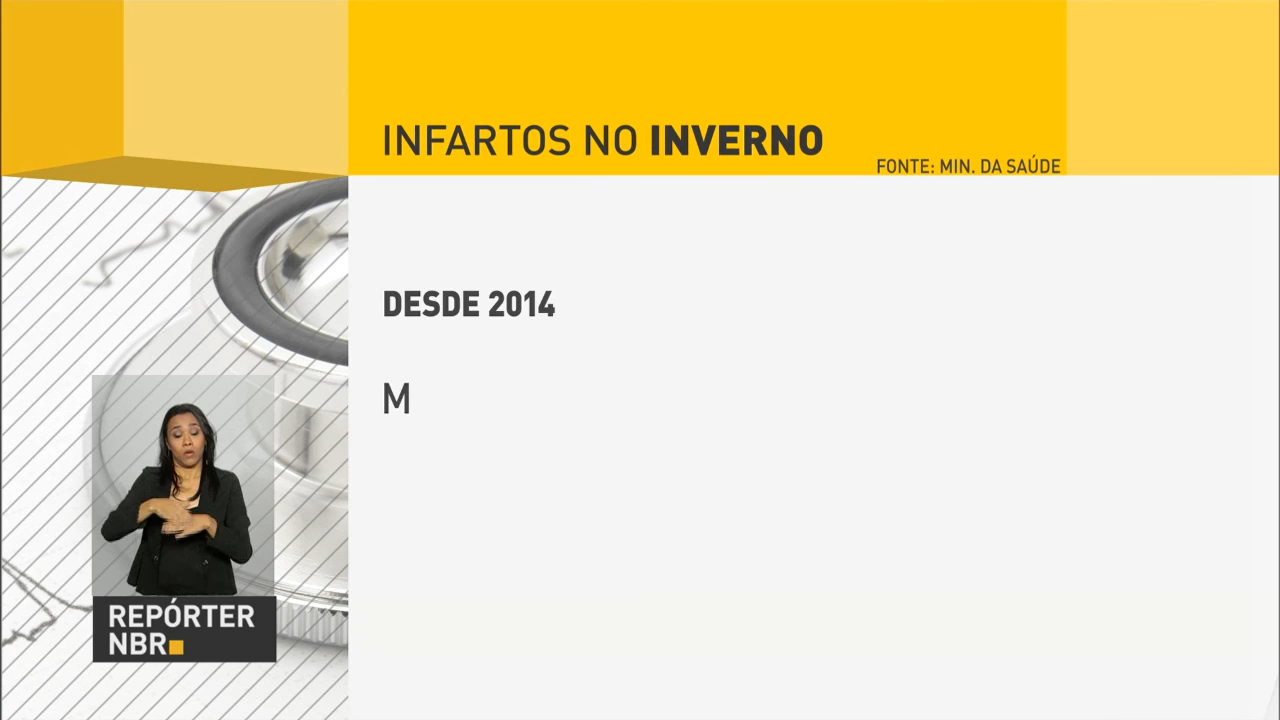 INFARTOS NO INVERNO
FONTE: MIN. DA SAÚDE
DESDE 2014
M
REPÓRTER
NBR